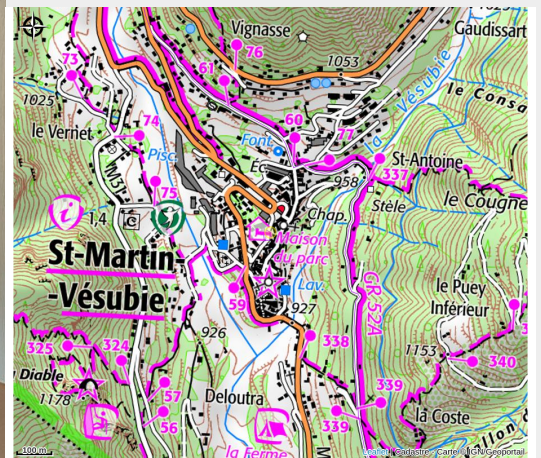 Vignasse
76
Gaudissart
1053
73
61
Vésubie
le Consa
1025
74
60
77
le Vernet
Font.
Pisc.
Éc
St-Antoine
337
M31
75
958
Stèle
le Cougne
1,4
Chap.
Maison
du parc
St-Martin-
-Vésubie
GR 52A
le Puey
Inférieur
59
Lav.
927
926
325
324
338
1153
340
Diable
1178
57
56
Deloutra
339
339
la Coste
la Ferme
100 m
Leaflet | Cadastre - Carte © IGN/Geoportail